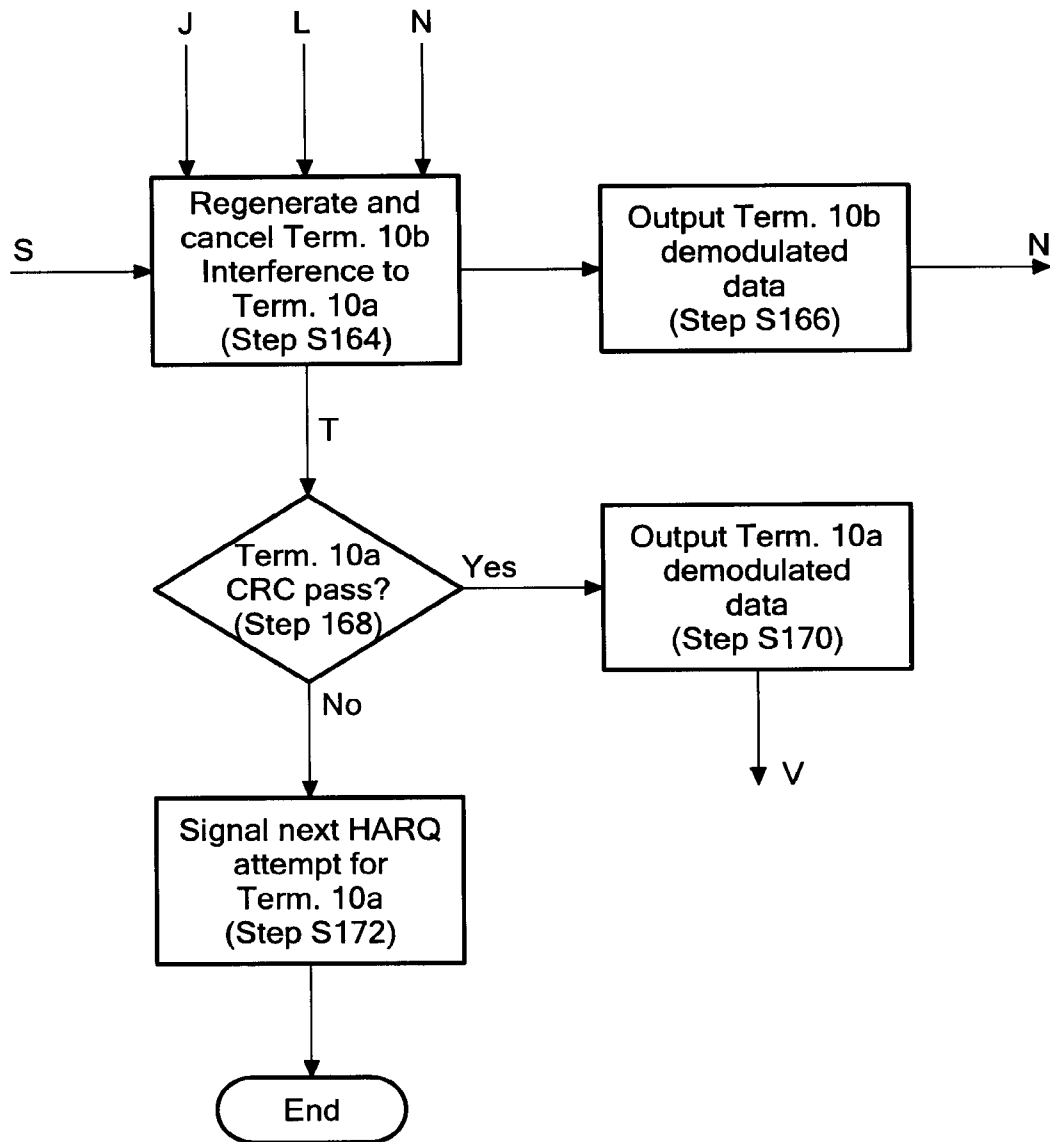 J
L
N
S
Regenerate and
cancel Term. 10b
Interference to
Term. 10a
(Step S164)
Output Term. 10b
demodulated
data
(Step S166)
N
T
Term. 10a
CRC pass?
(Step 168)
Yes
Output Term. 10a
demodulated
data
(Step S170)
No
V
Signal next HARQ
attempt for
Term. 10a
(Step S172)
End